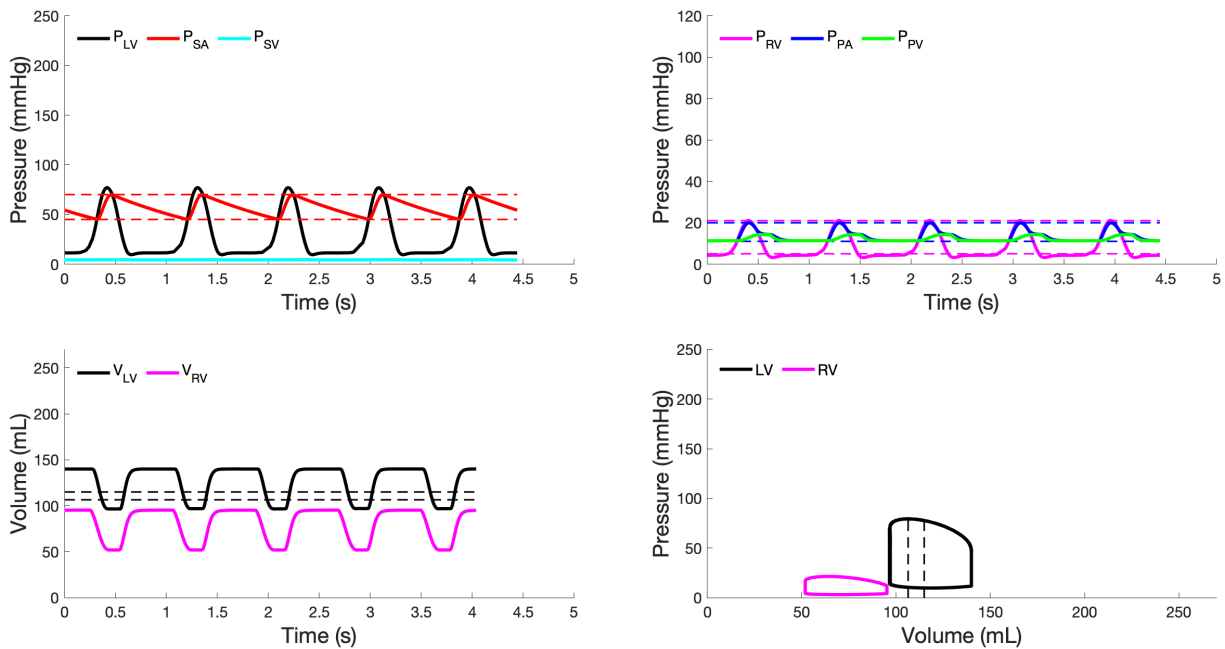 250
200
150
100
50
0
Pressure (mmHg)
P_LV P_SA P_SV
0 0.5 1 1.5 2 2.5 3 3.5 4 4.5 5
Time (s)
120
100
80
60
40
20
0
Pressure (mmHg)
P_RV P_PA P_PV
0 0.5 1 1.5 2 2.5 3 3.5 4 4.5 5
Time (s)
250
200
150
100
50
0
Volume (mL)
V_LV V_RV
0 0.5 1 1.5 2 2.5 3 3.5 4 4.5 5
Time (s)
250
200
150
100
50
0
Pressure (mmHg)
LV RV
0 50 100 150 200 250
Volume (mL)